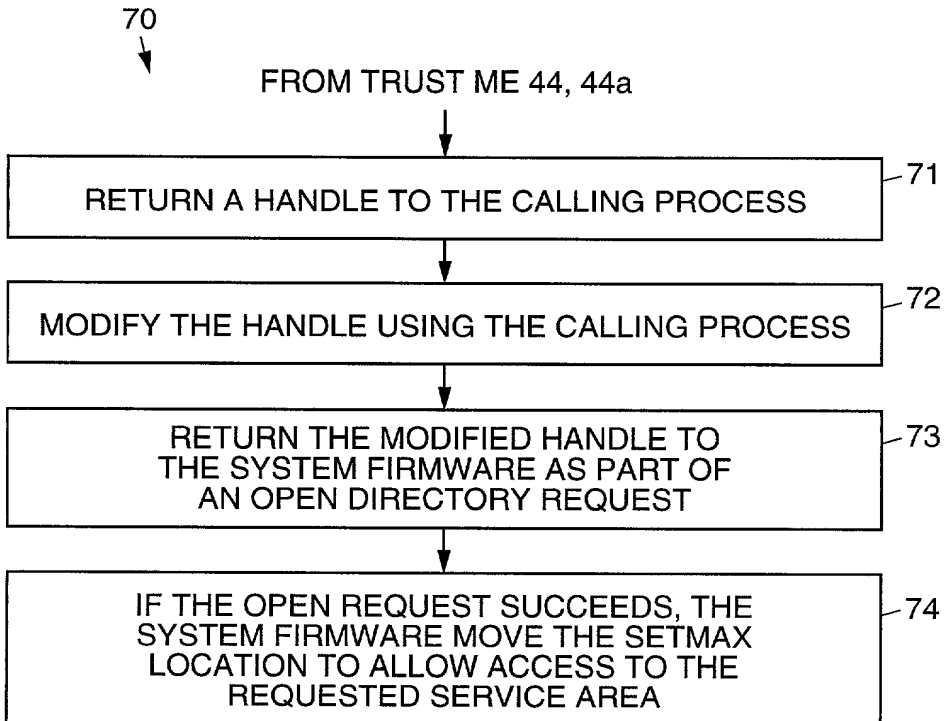 70
FROM TRUST ME 44, 44a
RETURN A HANDLE TO THE CALLING PROCESS
71
MODIFY THE HANDLE USING THE CALLING PROCESS
72
RETURN THE MODIFIED HANDLE TO
THE SYSTEM FIRMWARE AS PART OF
AN OPEN DIRECTORY REQUEST
73
IF THE OPEN REQUEST SUCCEEDS, THE
SYSTEM FIRMWARE MOVE THE SETMAX
LOCATION TO ALLOW ACCESS TO THE
REQUESTED SERVICE AREA
74